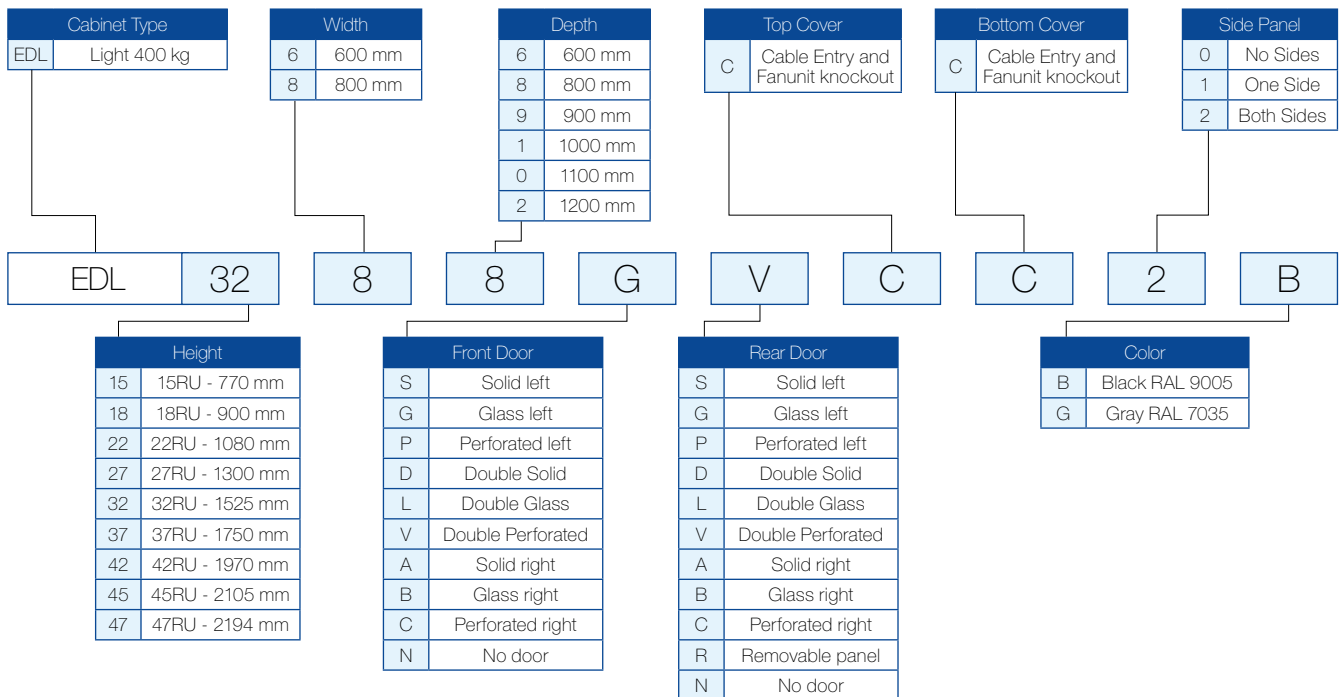 Cabinet Type
EDL Light 400 kg
Width
6 600 mm
8 800 mm
Depth
6 600 mm
8 800 mm
9 900 mm
1 1000 mm
0 1100 mm
2 1200 mm
Top Cover
C Cable Entry and
Fanunit knockout
Bottom Cover
C Cable Entry and
Fanunit knockout
Side Panel
0 No Sides
1 One Side
2 Both Sides
EDL 32 8 8 G V C C 2 B
Height
15 15RU - 770 mm
18 18RU - 900 mm
22 22RU - 1080 mm
27 27RU - 1300 mm
32 32RU - 1525 mm
37 37RU - 1750 mm
42 42RU - 1970 mm
45 45RU - 2105 mm
47 47RU - 2194 mm
Front Door
S Solid left
G Glass left
P Perforated left
D Double Solid
L Double Glass
V Double Perforated
A Solid right
B Glass right
C Perforated right
N No door
Rear Door
S Solid left
G Glass left
P Perforated left
D Double Solid
L Double Glass
V Double Perforated
A Solid right
B Glass right
C Perforated right
R Removable panel
N No door
Color
B Black RAL 9005
G Gray RAL 7035